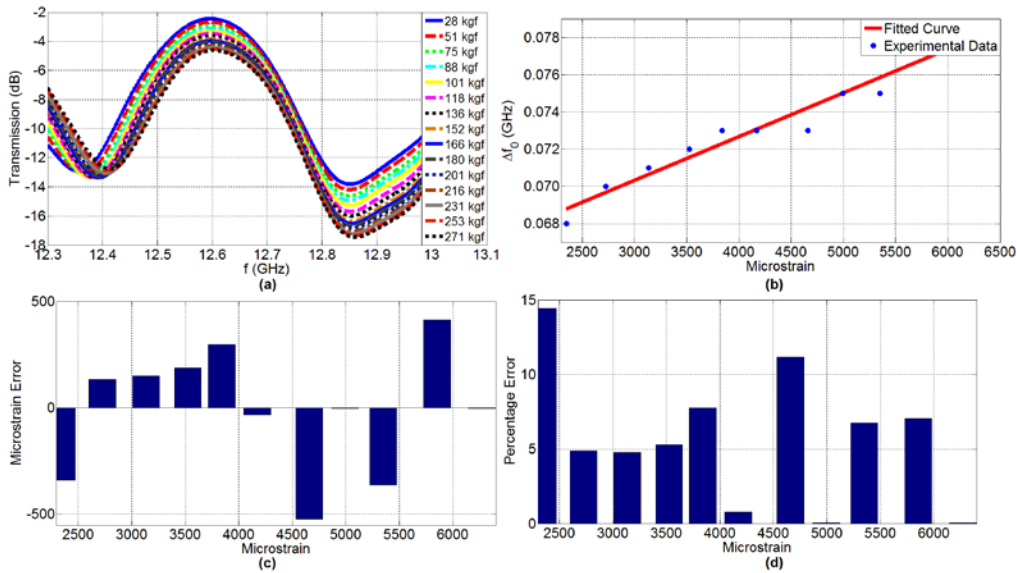 -2
-4
-6
-8
-10
-12
-14
-16
-18
12.3
12.4
12.5
12.6
12.7
12.8
12.9
13
13.1
Transmission (dB)
f (GHz)
(a)
28 kgf
51 kgf
75 kgf
88 kgf
101 kgf
118 kgf
136 kgf
152 kgf
166 kgf
180 kgf
201 kgf
216 kgf
231 kgf
253 kgf
271 kgf
0.078
0.076
0.074
0.072
0.070
0.068
2500
3000
3500
4000
4500
5000
5500
6000
6500
Δf₀ (GHz)
Microstrain
(b)
Fitted Curve
Experimental Data
500
0
-500
2500
3000
3500
4000
4500
5000
5500
6000
Microstrain Error
Microstrain
(c)
15
10
5
0
2500
3000
3500
4000
4500
5000
5500
6000
Percentage Error
Microstrain
(d)